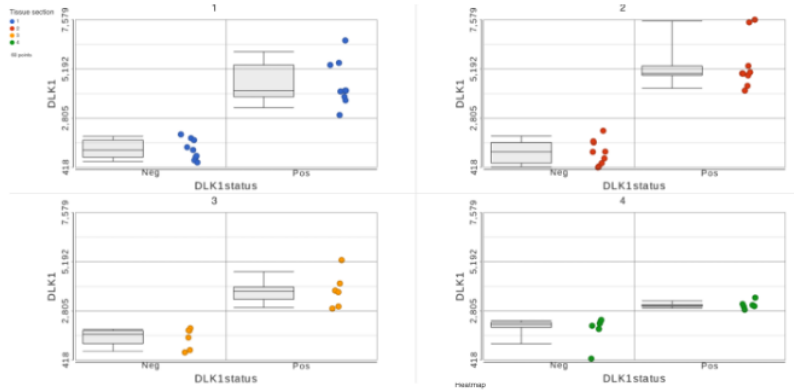 Tissue section
1
2
3
4
88 points
1
7,579
5,192
2,805
418
DLK1
Neg
Pos
DLK1status
2
7,579
5,192
2,805
418
DLK1
Neg
Pos
DLK1status
3
7,579
5,192
2,805
418
DLK1
Neg
Pos
DLK1status
4
7,579
5,192
2,805
418
DLK1
Neg
Pos
DLK1status
Heatmap